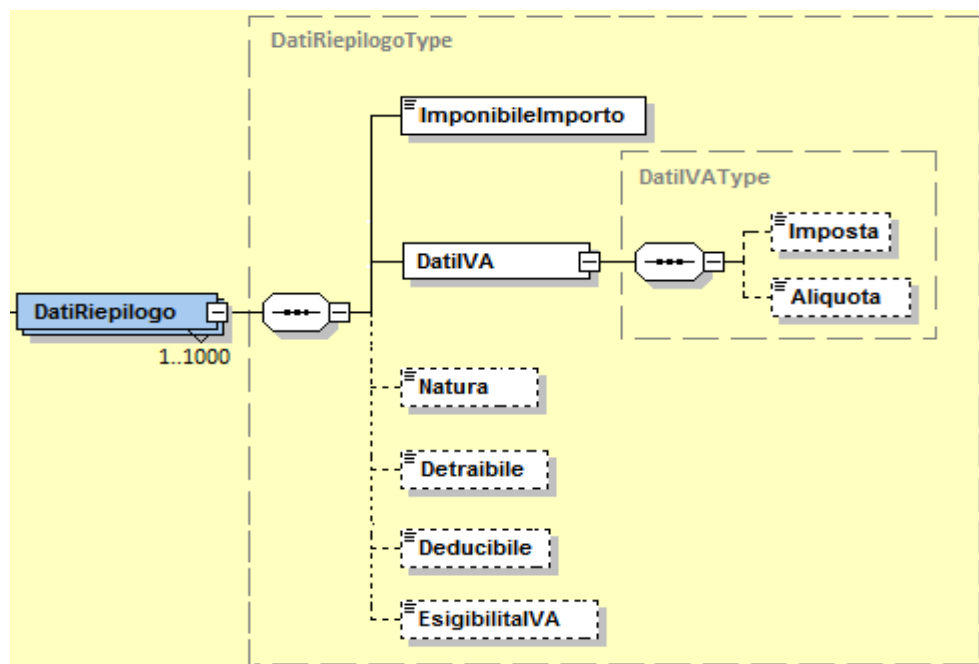 DatiRiepilogoType
ImponibileImporto
DatiIVAType
Imposta
DatiIVA
Aliquota
DatiRiepilogo
1..1000
Natura
Detraibile
Deducibile
EsigibilitaIVA